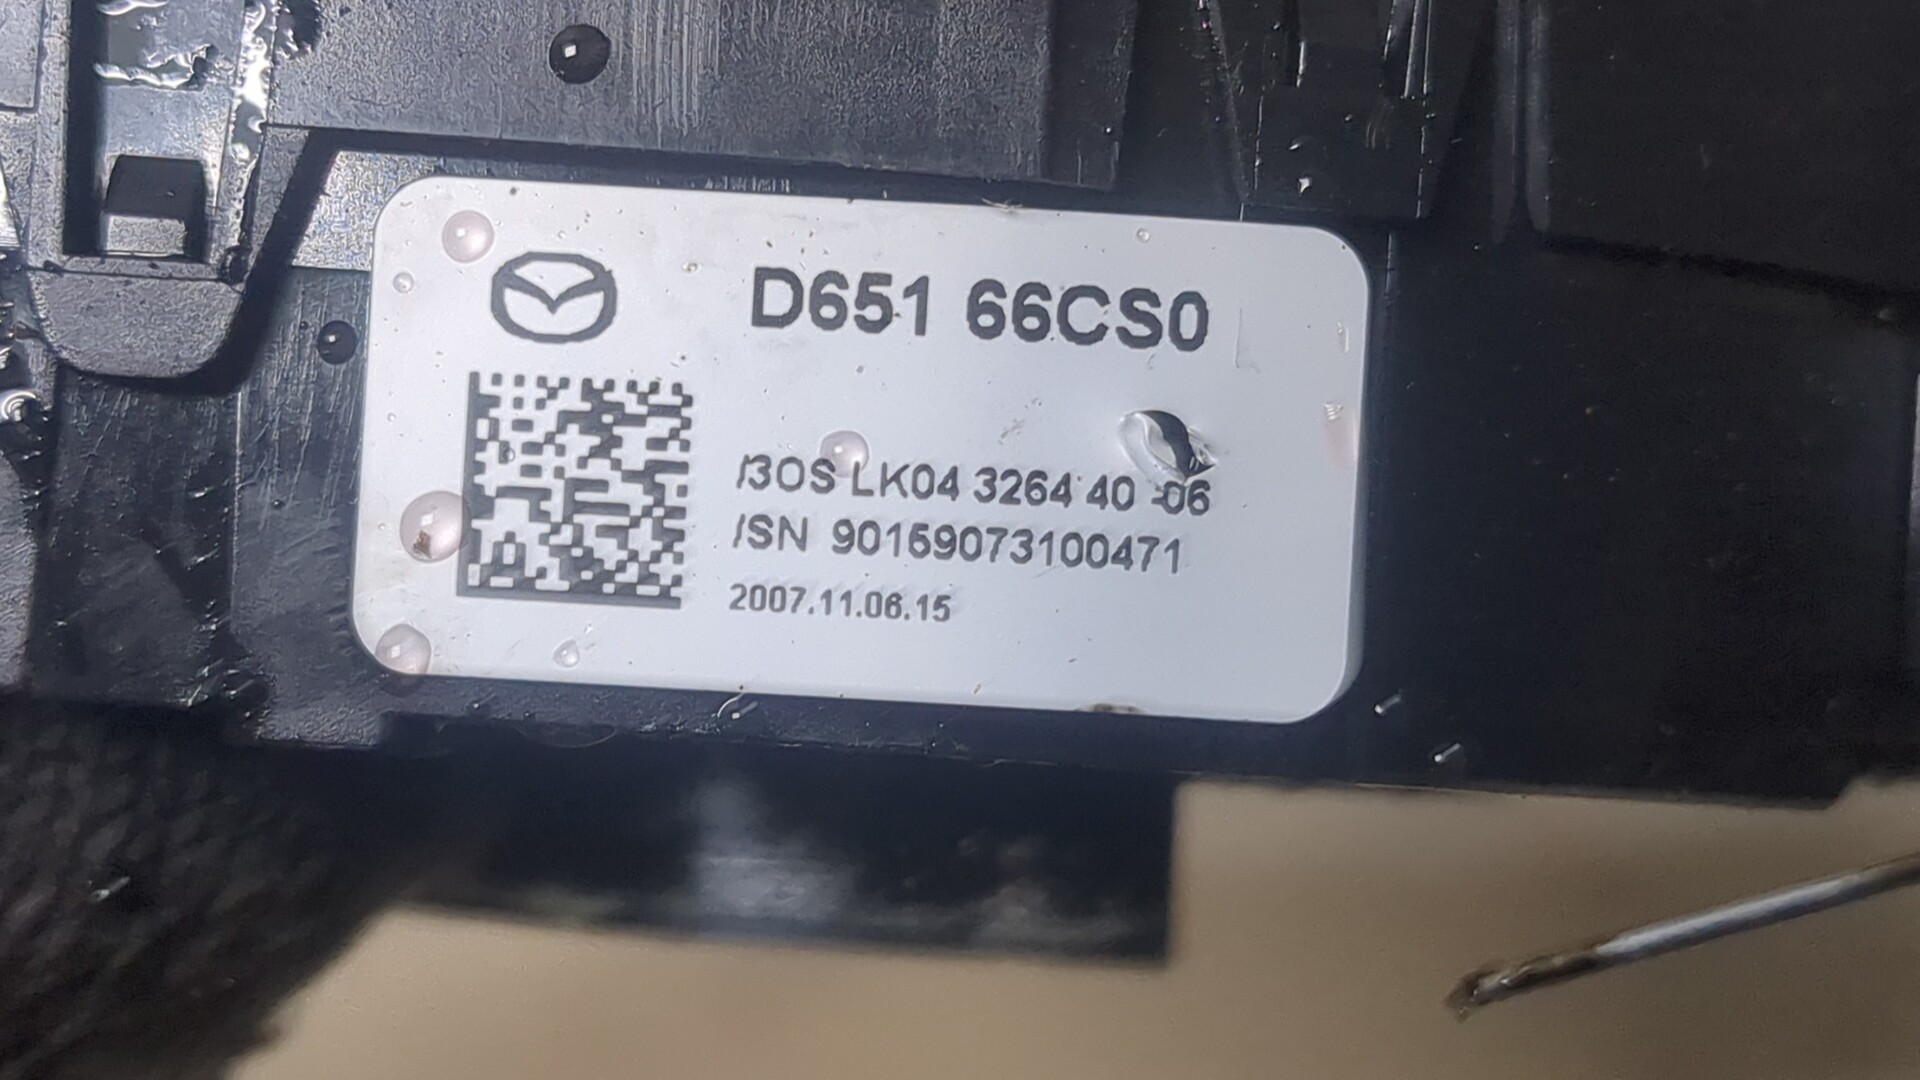 D651 66CS0
/3OS LK04 3264 40 -06
/SN 90159073100471
2007.11.06.15